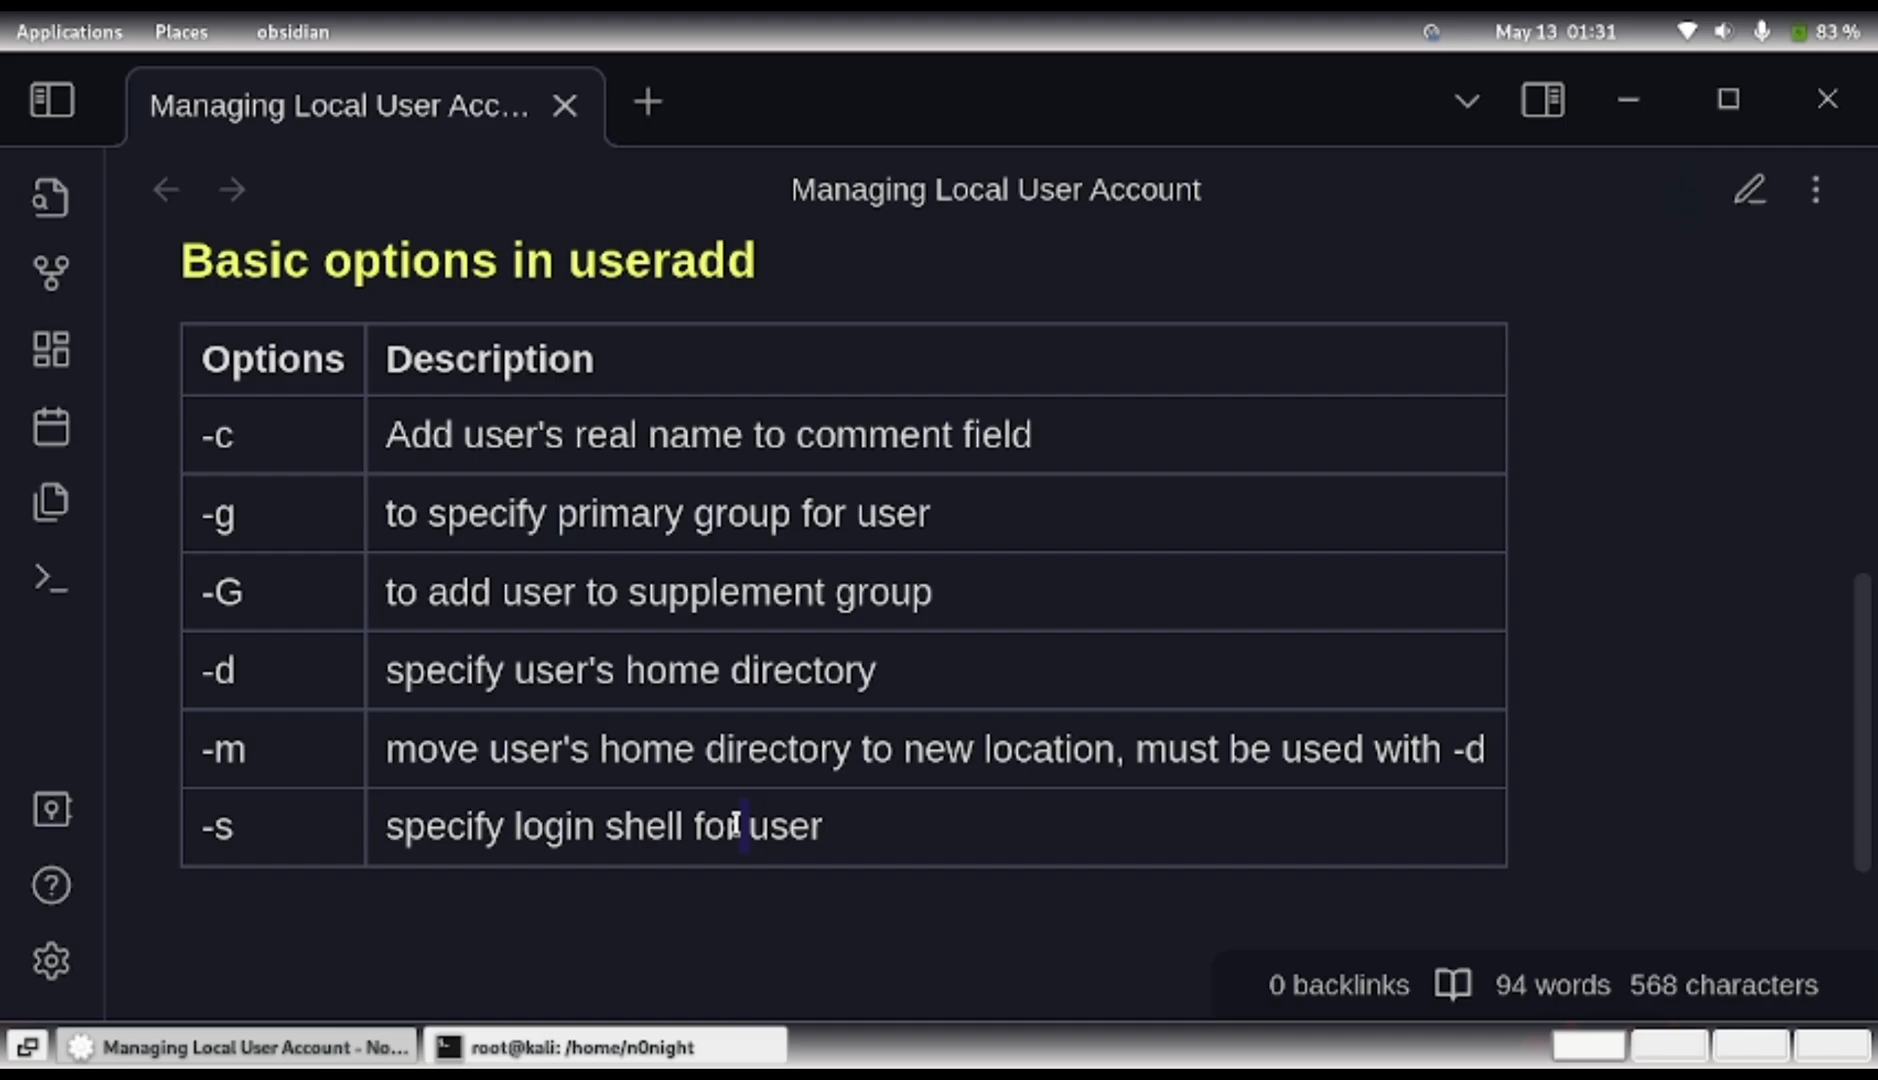 Applications Places obsidian May 13 01:31 83 %
Managing Local User Acc...
Managing Local User Account
Basic options in useradd
Options Description
-c Add user's real name to comment field
-g to specify primary group for user
-G to add user to supplement group
-d specify user's home directory
-m move user's home directory to new location, must be used with -d
-s specify login shell for user
0 backlinks 94 words 568 characters
Managing Local User Account - No... root@kali: /home/n0night